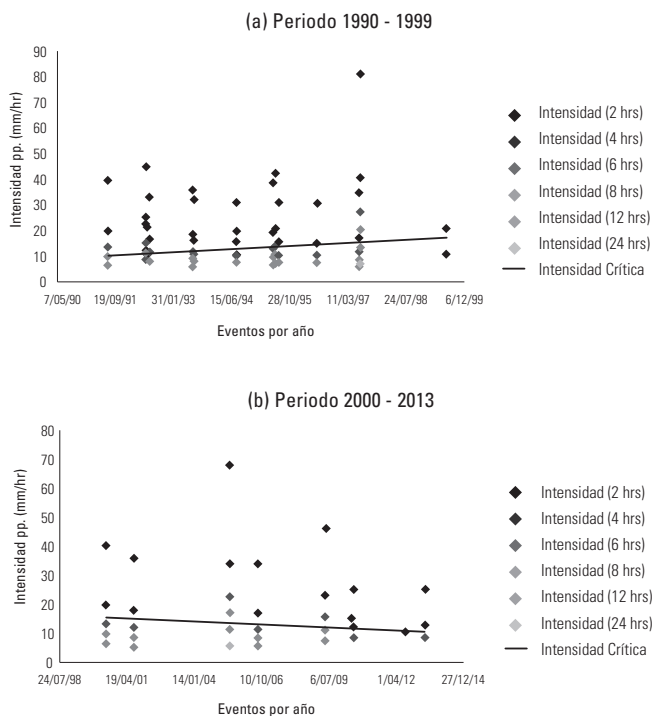 (a) Periodo 1990 - 1999
Intensidad pp. (mm/hr)
90
80
70
60
50
40
30
20
10
0
7/05/90 19/09/91 31/01/93 15/06/94 28/10/95 11/03/97 24/07/98 6/12/99
Eventos por año
Intensidad (2 hrs)
Intensidad (4 hrs)
Intensidad (6 hrs)
Intensidad (8 hrs)
Intensidad (12 hrs)
Intensidad (24 hrs)
Intensidad Crítica
(b) Periodo 2000 - 2013
Intensidad pp. (mm/hr)
80
70
60
50
40
30
20
10
0
24/07/98 19/04/01 14/01/04 10/10/06 6/07/09 1/04/12 27/12/14
Eventos por año
Intensidad (2 hrs)
Intensidad (4 hrs)
Intensidad (6 hrs)
Intensidad (8 hrs)
Intensidad (12 hrs)
Intensidad (24 hrs)
Intensidad Crítica